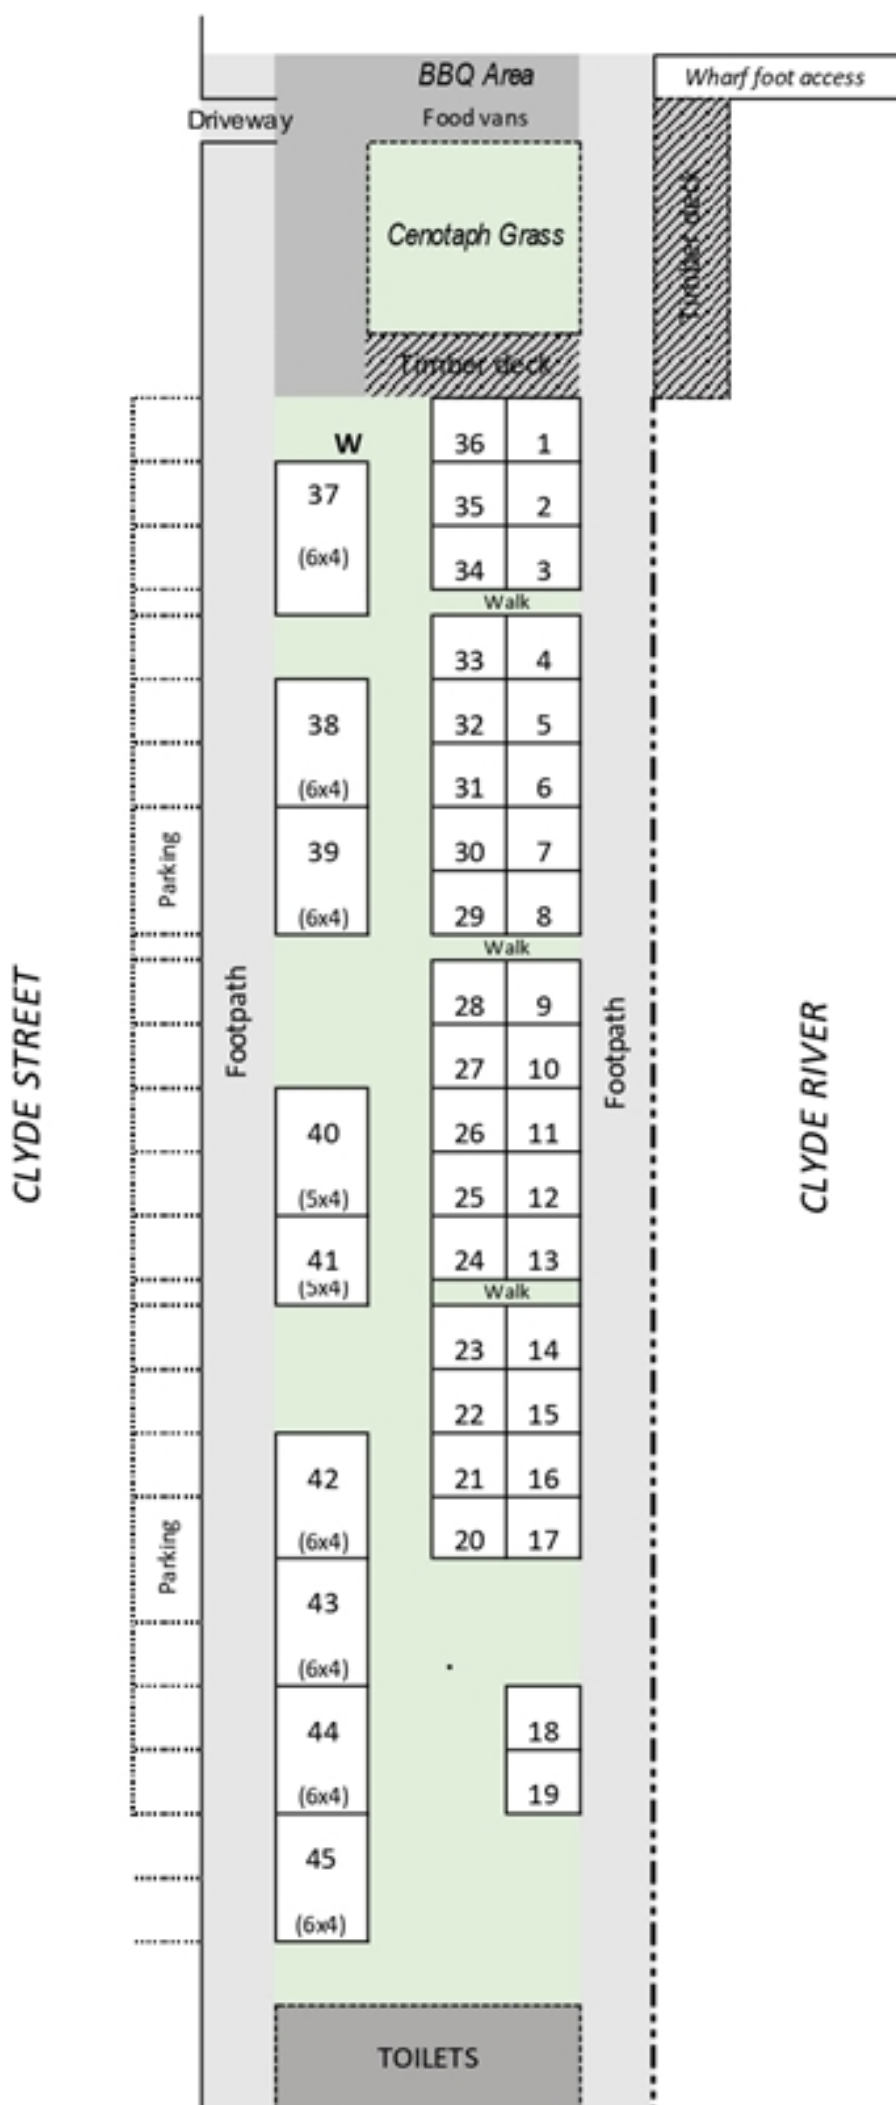 BBQ Area
Wharf foot access
Driveway
Food vans
Timber deck
Cenotaph Grass
Timber deck
W
36 1
37
35 2
(6x4)
34 3
Walk
33 4
38
32 5
(6x4)
31 6
39
30 7
Parking
(6x4)
29 8
Walk
CLYDE STREET
Footpath
28 9
Footpath
CLYDE RIVER
27 10
40
26 11
(5x4)
25 12
41
24 13
(5x4)
Walk
23 14
22 15
42
21 16
(6x4)
20 17
Parking
43
(6x4)
44
18
(6x4)
19
45
(6x4)
TOILETS